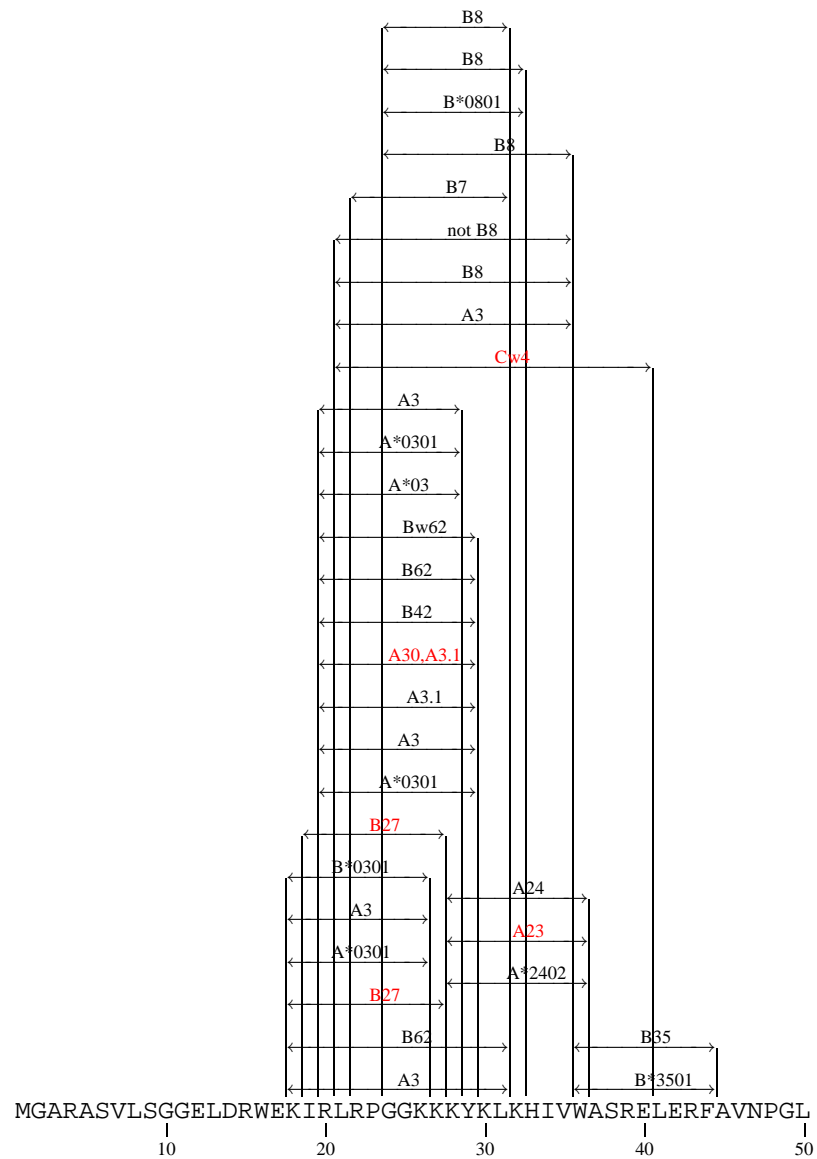 B8
B8
B*0801
B8
B7
not B8
B8
A3
Cw4
A3
A*0301
A*03
Bw62
B62
B42
A30,A3.1
A3.1
A3
A*0301
B27
B*0301
A24
A3
A23
A*0301
A*2402
B27
B62 B35
A3 B*3501
MGARASVLSGGELDRWEKIRLRPGGKKKYKLKHIVWASRELERFAVNPGL
10 20 30 40 50